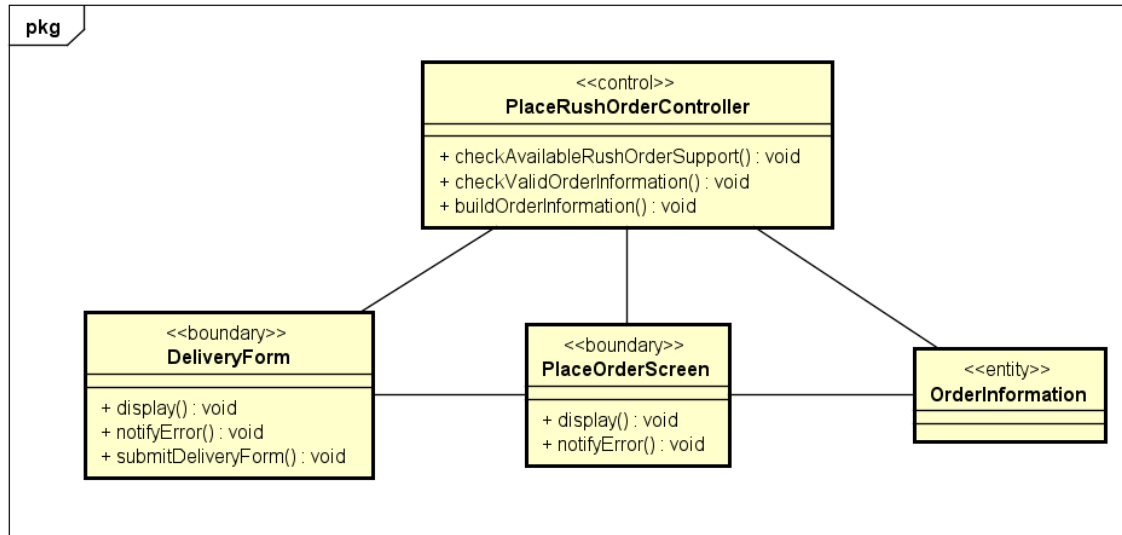 pkg
<<control>>
PlaceRushOrderController
+ checkAvailableRushOrderSupport() : void
+ checkValidOrderInformation() : void
+ buildOrderInformation() : void
<<boundary>>
DeliveryForm
+ display() : void
+ notifyError() : void
+ submitDeliveryForm() : void
<<boundary>>
PlaceOrderScreen
+ display() : void
+ notifyError() : void
<<entity>>
OrderInformation